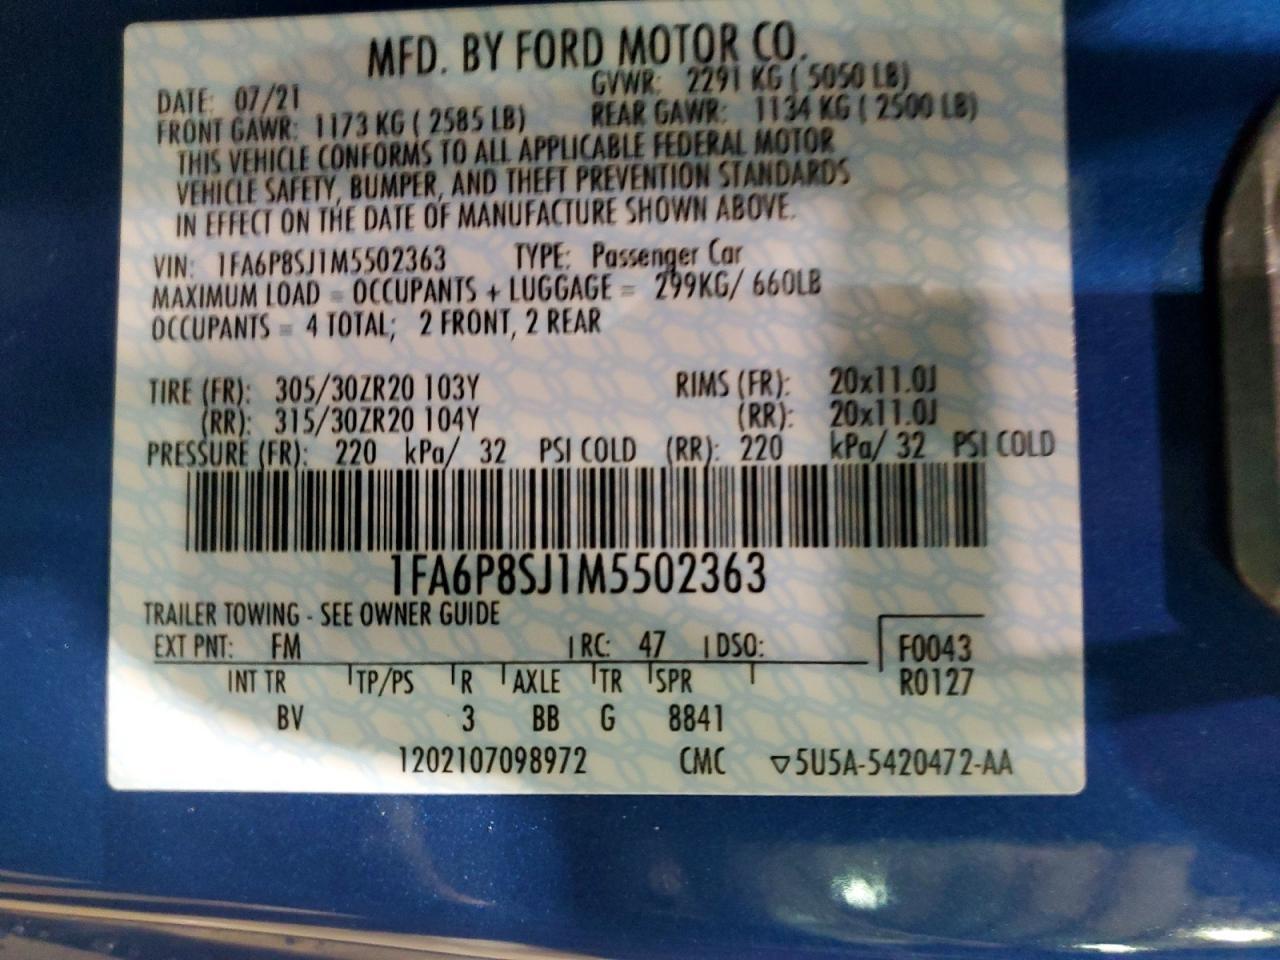 MFD. BY FORD MOTOR CO.
DATE: 07/21 GVWR: 2291 KG ( 5050 LB)
FRONT GAWR: 1173 KG ( 2585 LB) REAR GAWR: 1134 KG ( 2500 LB)
THIS VEHICLE CONFORMS TO ALL APPLICABLE FEDERAL MOTOR
VEHICLE SAFETY, BUMPER, AND THEFT PREVENTION STANDARDS
IN EFFECT ON THE DATE OF MANUFACTURE SHOWN ABOVE.
VIN: 1FA6P8SJ1M5502363 TYPE: Passenger Car
MAXIMUM LOAD = OCCUPANTS + LUGGAGE = 299KG/ 660LB
OCCUPANTS = 4 TOTAL; 2 FRONT, 2 REAR
TIRE (FR): 305/30ZR20 103Y RIMS (FR): 20x11.0J
(RR): 315/30ZR20 104Y (RR): 20x11.0J
PRESSURE (FR): 220 kPa/ 32 PSI COLD (RR): 220 kPa/ 32 PSI COLD
1FA6P8SJ1M5502363
TRAILER TOWING - SEE OWNER GUIDE
EXT PNT: FM RC: 47 DSO: F0043
INT TR TP/PS R AXLE TR SPR R0127
BV 3 BB G 8841
1202107098972 CMC ▽5U5A-5420472-AA